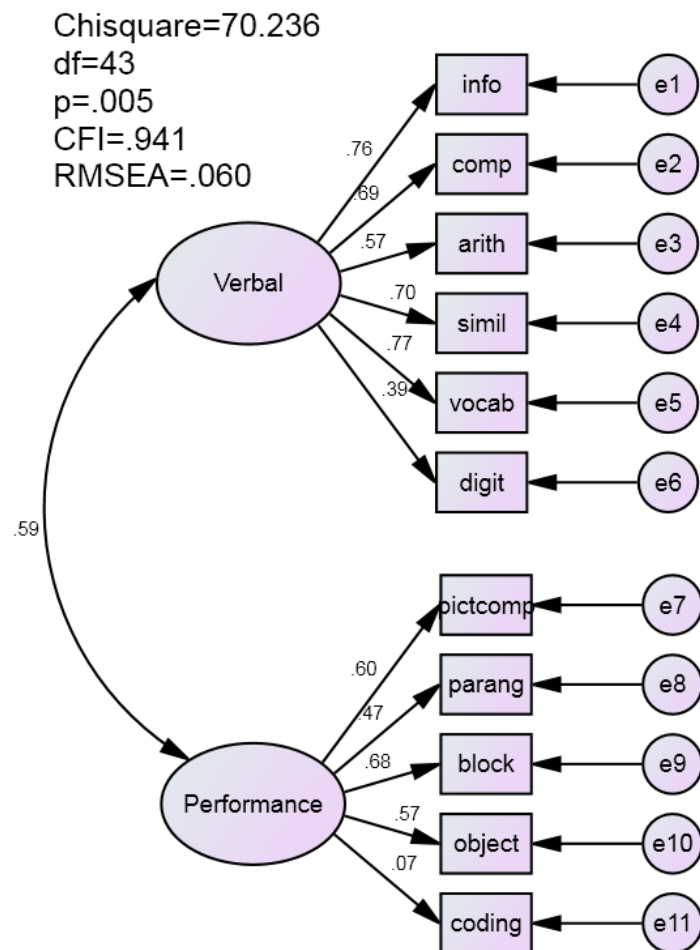 Chisquare=70.236
df=43
p=.005
CFI=.941
RMSEA=.060
info
e1
.76
comp
e2
.69
.57
arith
e3
Verbal
.70
simil
e4
.77
.39
vocab
e5
digit
e6
.59
pictcomp
e7
.60
parang
e8
.47
.68
block
e9
Performance
.57
object
e10
.07
coding
e11